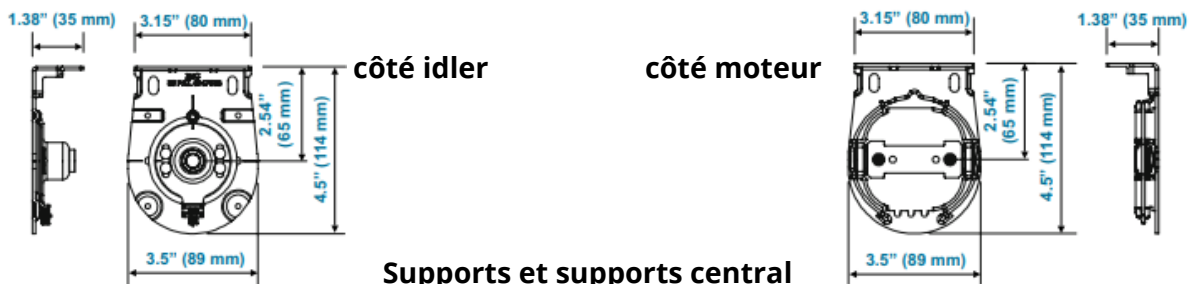 1.38” (35 mm)
3.15” (80 mm)
côté idler
2.54”
(65 mm)
4.5” (114 mm)
3.5” (89 mm)
côté moteur
3.15” (80 mm)
1.38” (35 mm)
2.54”
(65 mm)
4.5” (114 mm)
3.5” (89 mm)
Supports et supports central